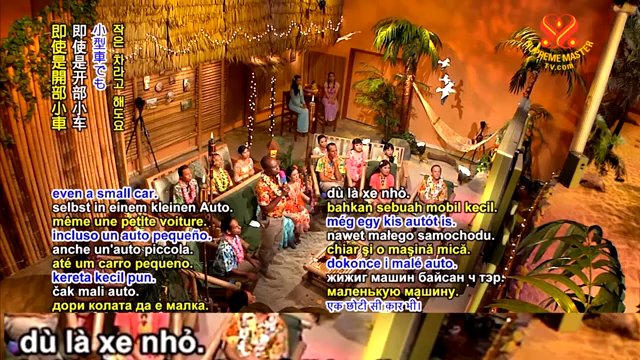 작은 차라고 해도요
小型車でも
即使是开部小车
即使是開部小車
SUPREME MASTER
TV.com
even a small car.
selbst in einem kleinen Auto.
même une petite voiture.
incluso un auto pequeño.
anche un'auto piccola.
até um carro pequeno.
kereta kecil pun.
čak mali auto.
дори колата да е малка.
dù là xe nhỏ.
bahkan sebuah mobil kecil.
még egy kis autót is.
nawet małego samochodu.
chiar şi o maşină mică.
dokonce i malé auto.
жижиг машин байсан ч тэр.
маленькую машину.
एक छोटी सी कार भी।
dù là xe nhỏ.